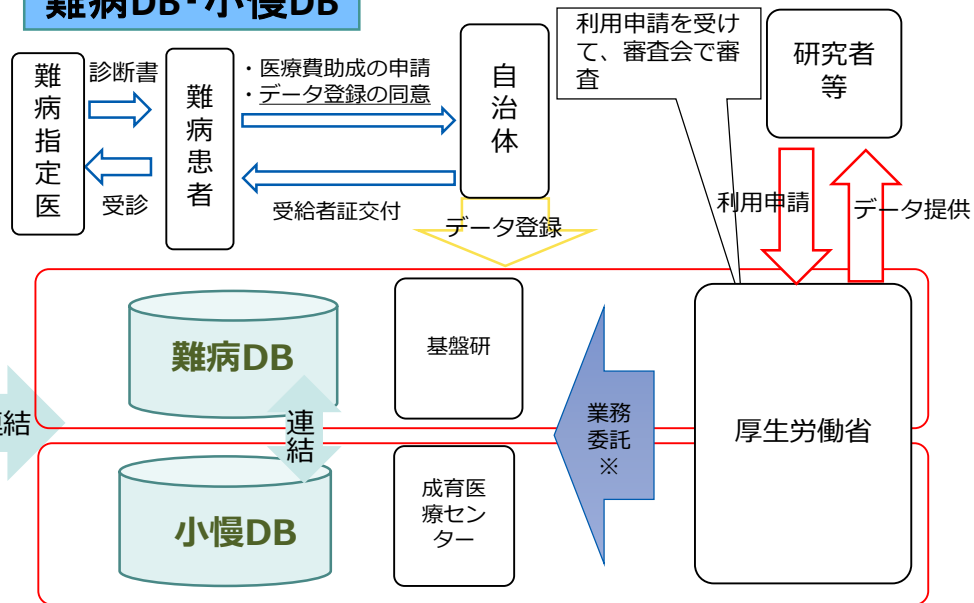 難病DB・小慢DB
難
病
指
定
医
診断書
受診
難
病
患
者
・医療費助成の申請
・データ登録の同意
受給者証交付
自
治
体
利用申請を受け
て、審査会で審
査
研究者
等
利用申請
データ提供
データ登録
難病DB
基盤研
連結
連
結
業務
委託
※
厚生労働省
小慢DB
成育医
療セン
ター